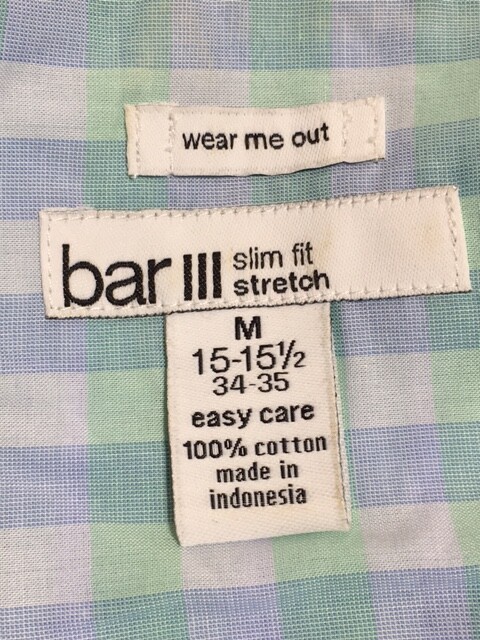 wear me out
bar III slim fit
stretch
M
15-15½
34-35
easy care
100% cotton
made in
indonesia